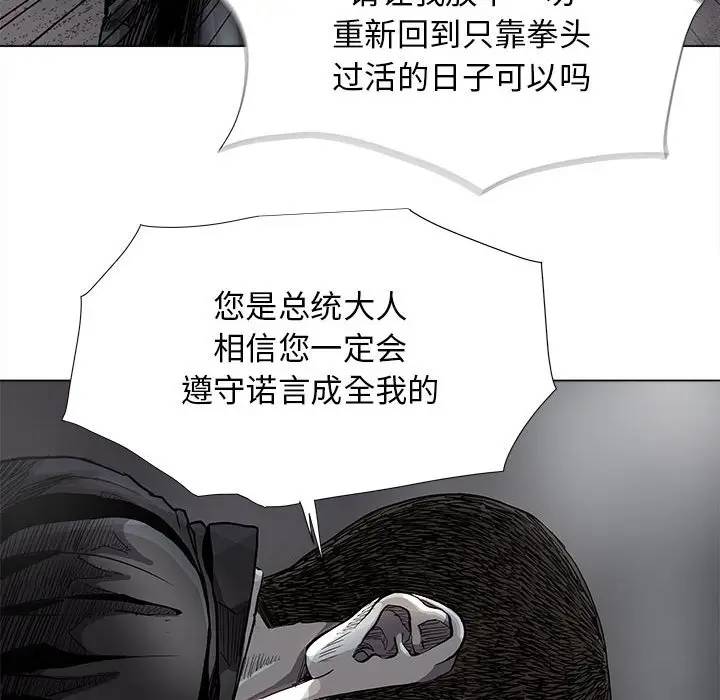 重新回到只靠拳头
过活的日子可以吗
您是总统大人
相信您一定会
遵守诺言成全我的